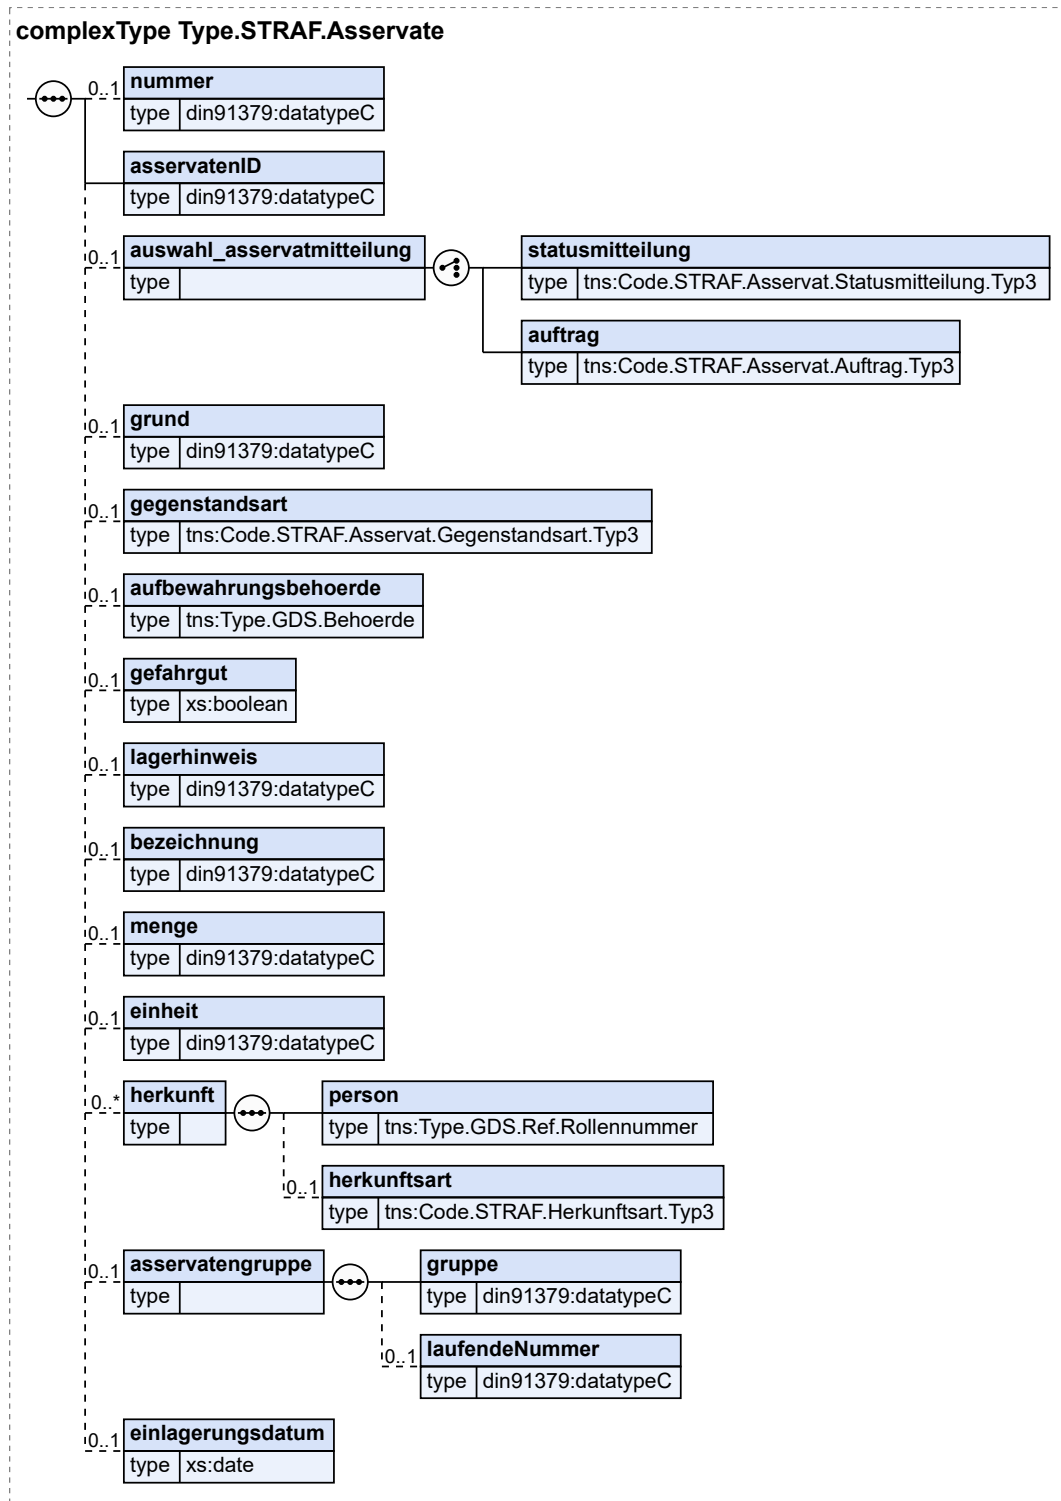 complexType Type.STRAF.Asservate
0..1
nummer
type din91379:datatypeC
asservatenID
type din91379:datatypeC
0..1
auswahl_asservatmitteilung
type
statusmitteilung
type tns:Code.STRAF.Asservat.Statusmitteilung.Typ3
auftrag
type tns:Code.STRAF.Asservat.Auftrag.Typ3
0..1
grund
type din91379:datatypeC
0..1
gegenstandsart
type tns:Code.STRAF.Asservat.Gegenstandsart.Typ3
0..1
aufbewahrungsbehoerde
type tns:Type.GDS.Behoerde
0..1
gefahrgut
type xs:boolean
0..1
lagerhinweis
type din91379:datatypeC
0..1
bezeichnung
type din91379:datatypeC
0..1
menge
type din91379:datatypeC
0..1
einheit
type din91379:datatypeC
0..*
herkunft
type
person
type tns:Type.GDS.Ref.Rollennummer
0..1
herkunftsart
type tns:Code.STRAF.Herkunftsart.Typ3
0..1
asservatengruppe
type
gruppe
type din91379:datatypeC
0..1
laufendeNummer
type din91379:datatypeC
0..1
einlagerungsdatum
type xs:date